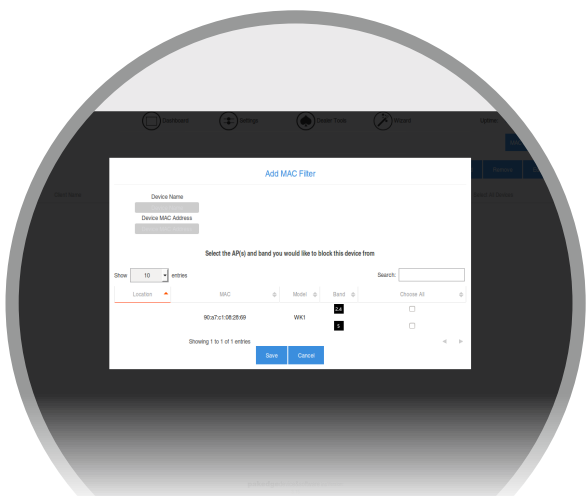 Dashboard Settings Owner Tools Wizard Uptime:
Add MAC Filter
Device Name
Device MAC Address
Select the AP(s) and band you would like to block this device from
Show 10 entries Search:
Location MAC Model Band Choose All
2.4
90:a7:c1:08:28:69 WK1
5
Showing 1 to 1 of 1 entries
Save Cancel